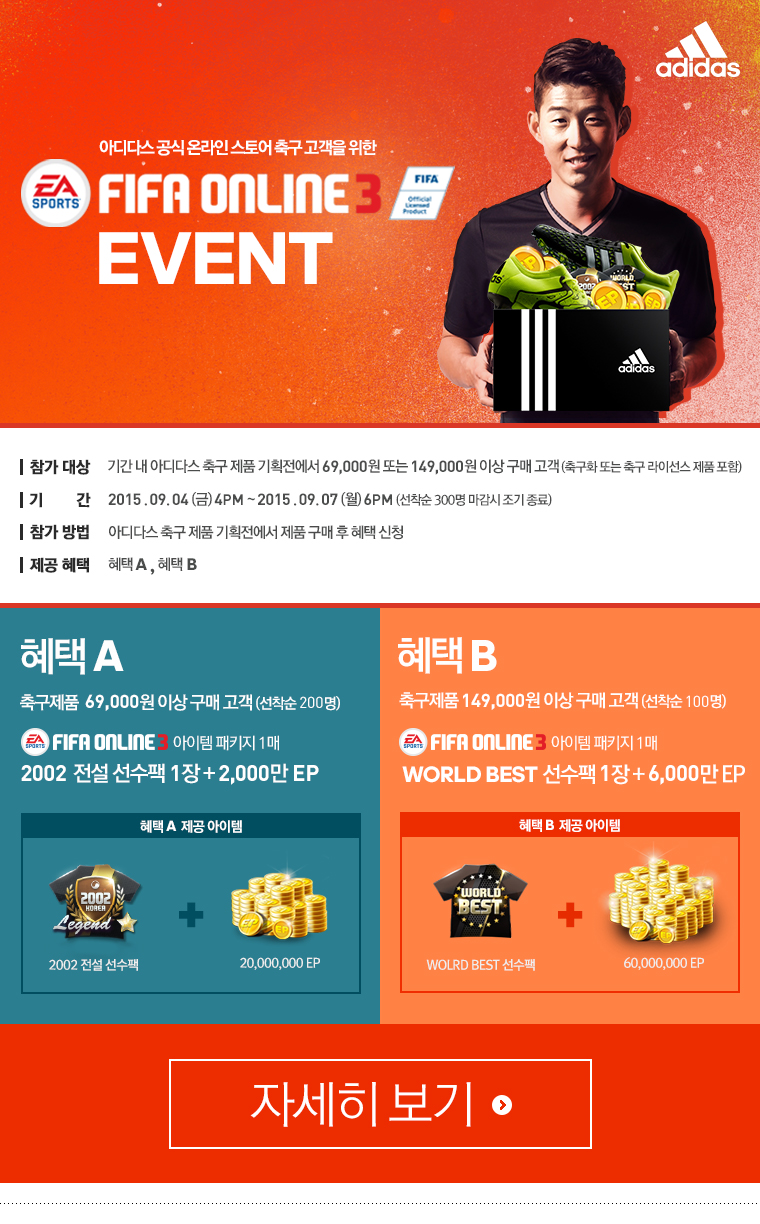 adidas
아디다스 공식 온라인 스토어 축구 고객을 위한
EA SPORTS FIFA ONLINE 3 FIFA Official Licensed Product
EVENT
2002 WORLD BEST
EP EP
adidas
참가 대상 기간 내 아디다스 축구 제품 기획전에서 69,000원 또는 149,000원 이상 구매 고객 (축구화 또는 축구 라이선스 제품 포함)
기 간 2015.09.04 (금) 4PM ~ 2015.09.07 (월) 6PM (선착순 300명 마감시 조기 종료)
참가 방법 아디다스 축구 제품 기획전에서 제품 구매 후 혜택 신청
제공 혜택 혜택 A , 혜택 B
혜택 A
축구제품 69,000원 이상 구매 고객 (선착순 200명)
EA SPORTS FIFA ONLINE 3 아이템 패키지 1매
2002 전설 선수팩 1장 + 2,000만 EP
혜택 A 제공 아이템
2002
KOREA
Legend
EP EP
2002 전설 선수팩
20,000,000 EP
혜택 B
축구제품 149,000원 이상 구매 고객 (선착순 100명)
EA SPORTS FIFA ONLINE 3 아이템 패키지 1매
WORLD BEST 선수팩 1장 + 6,000만 EP
혜택 B 제공 아이템
WORLD
BEST
EP EP
WOLRD BEST 선수팩
60,000,000 EP
자세히 보기